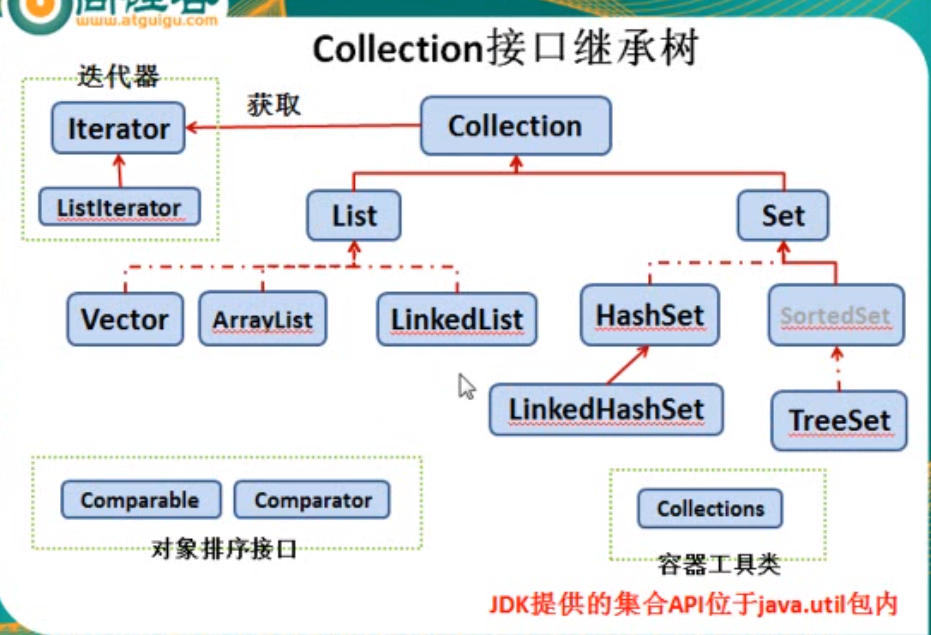 www.atguigu.com
Collection接口继承树
迭代器
Iterator
获取
Collection
ListIterator
List
Set
Vector
ArrayList
LinkedList
HashSet
SortedSet
LinkedHashSet
TreeSet
Comparable
Comparator
对象排序接口
Collections
容器工具类
JDK提供的集合API位于java.util包内